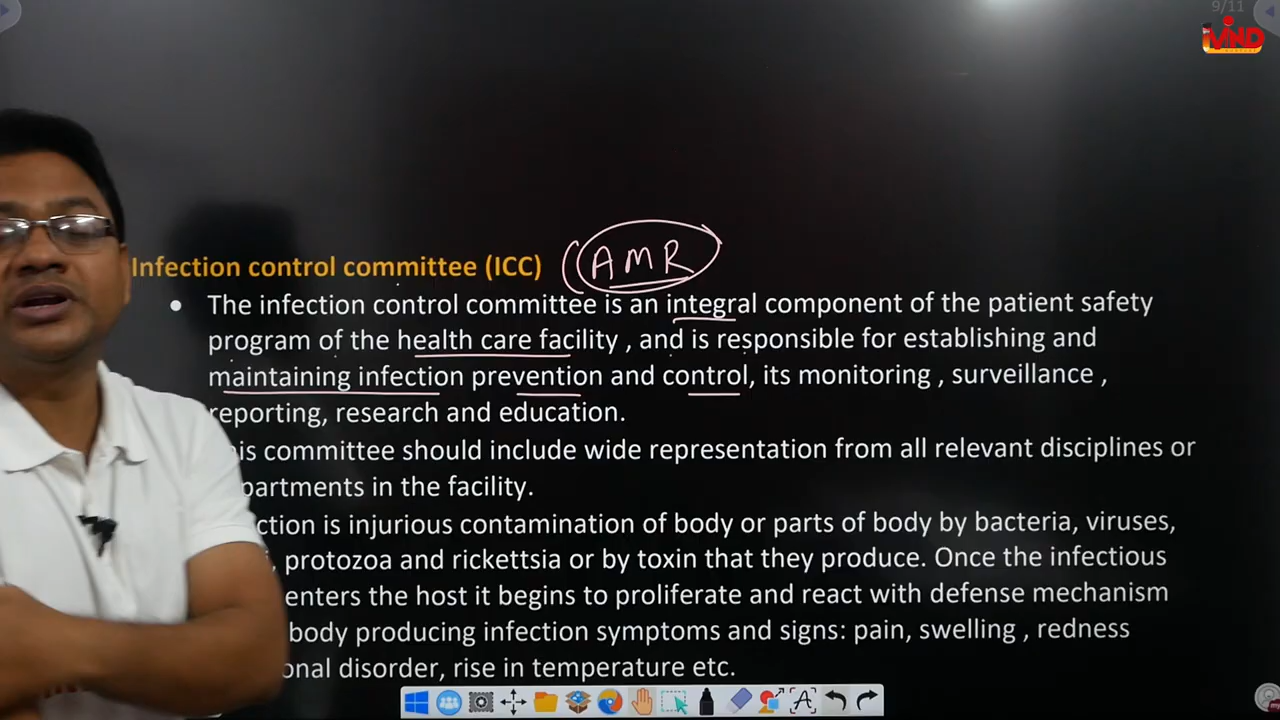 9/11
iMIND
Infection control committee (ICC) (AMR
• The infection control committee is an integral component of the patient safety
program of the health care facility , and is responsible for establishing and
maintaining infection prevention and control, its monitoring , surveillance ,
reporting, research and education.
is committee should include wide representation from all relevant disciplines or
partments in the facility.
ction is injurious contamination of body or parts of body by bacteria, viruses,
, protozoa and rickettsia or by toxin that they produce. Once the infectious
enters the host it begins to proliferate and react with defense mechanism
body producing infection symptoms and signs: pain, swelling , redness
onal disorder, rise in temperature etc.